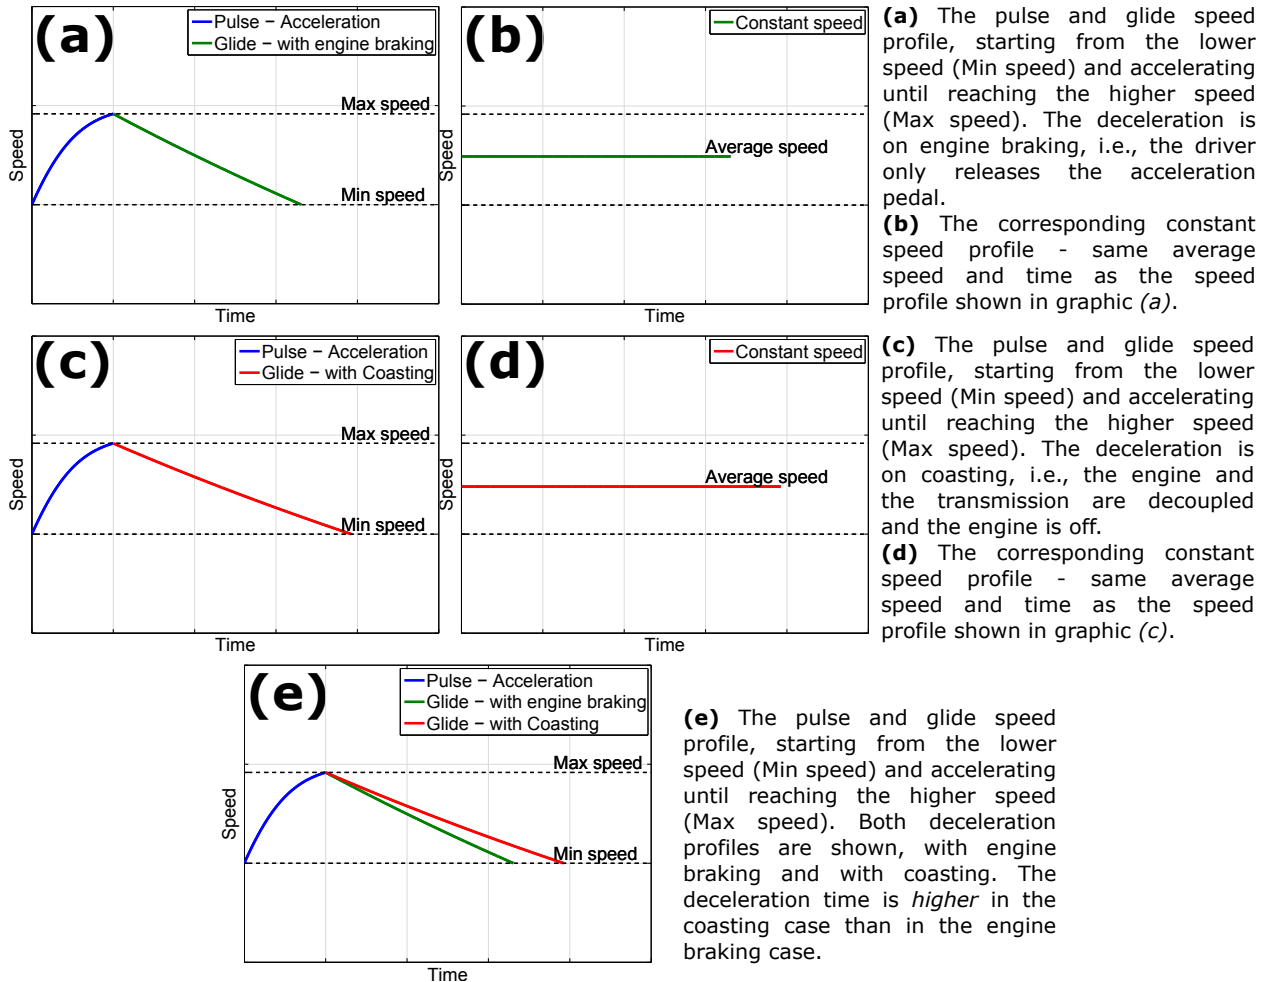 (a)
Pulse − Acceleration
Glide − with engine braking
Max speed
Min speed
Speed
Time
(b)
Constant speed
Average speed
Speed
(a) The pulse and glide speed
profile, starting from the lower
speed (Min speed) and accelerating
until reaching the higher speed
(Max speed). The deceleration is
on engine braking, i.e., the driver
only releases the acceleration
pedal.
(b) The corresponding constant
speed profile - same average
speed and time as the speed
profile shown in graphic (a).
(c)
Pulse − Acceleration
Glide − with Coasting
Max speed
Min speed
Speed
Time
(d)
Constant speed
Average speed
Speed
(c) The pulse and glide speed
profile, starting from the lower
speed (Min speed) and accelerating
until reaching the higher speed
(Max speed). The deceleration is
on coasting, i.e., the engine and
the transmission are decoupled
and the engine is off.
(d) The corresponding constant
speed profile - same average
speed and time as the speed
profile shown in graphic (c).
(e)
Pulse − Acceleration
Glide − with engine braking
Glide − with Coasting
Max speed
Min speed
Speed
Time
(e) The pulse and glide speed
profile, starting from the lower
speed (Min speed) and accelerating
until reaching the higher speed
(Max speed). Both deceleration
profiles are shown, with engine
braking and with coasting. The
deceleration time is higher in the
coasting case than in the engine
braking case.